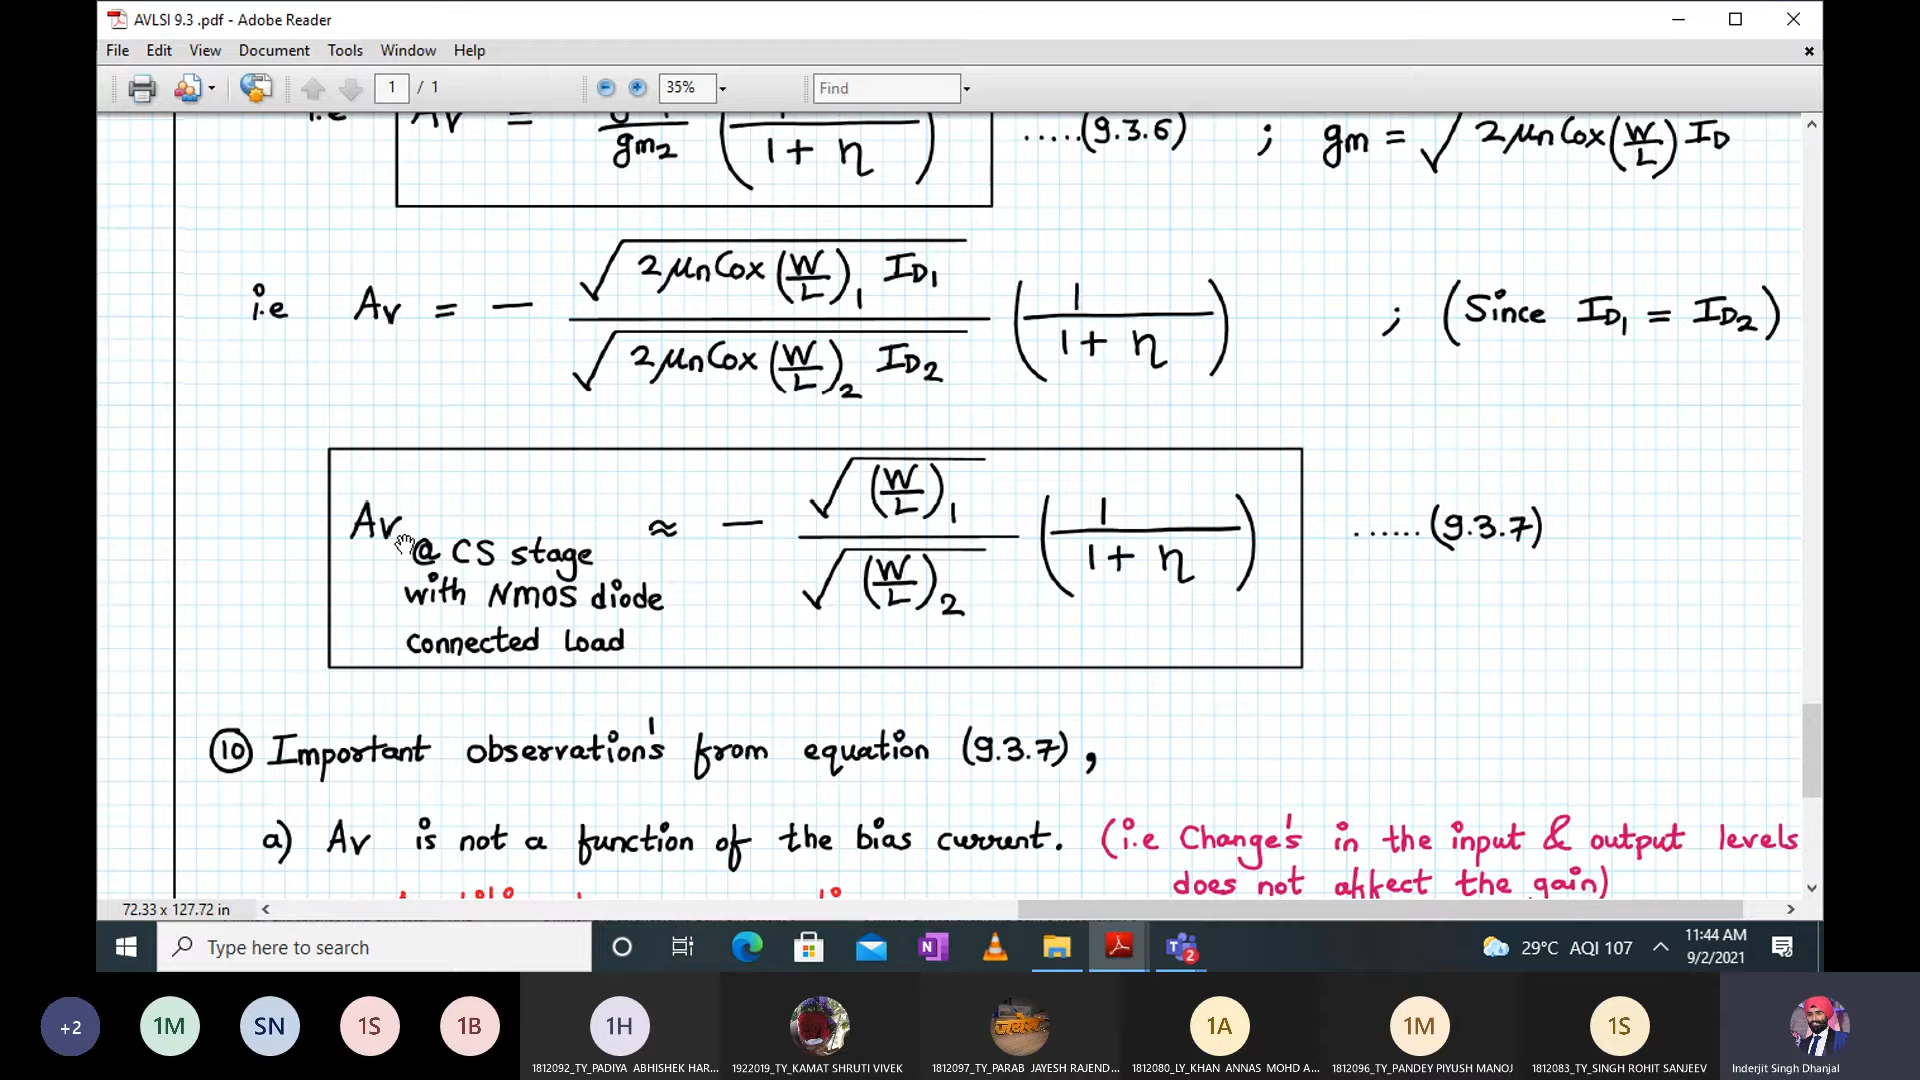 AVLSI 9.3 .pdf - Adobe Reader
File Edit View Document Tools Window Help
1 / 1 35% Find
i.e Av = gm2 ( 1 + η ) .....(9.3.6) ; gm = √ 2μnCox(W/L) ID
i.e Av = − √ 2μnCox(W/L)1 ID1 / √ 2μnCox(W/L)2 ID2 ( 1 / 1 + η ) ; (Since ID1 = ID2)
Av @ CS stage ≈ − √ (W/L)1 / √ (W/L)2 ( 1 / 1 + η ) ......(9.3.7)
with NMOS diode
connected load
⑩ Important observation's from equation (9.3.7),
a) Av is not a function of the bias current. (i.e Change's in the input & output levels
does not affect the gain)
72.33 x 127.72 in
Type here to search
N
T
2
29°C AQI 107
11:44 AM
9/2/2021
+2 1M SN 1S 1B 1H 1A 1M 1S
1812092_TY_PADIYA ABHISHEK HAR... 1922019_TY_KAMAT SHRUTI VIVEK 1812097_TY_PARAB JAYESH RAJEND... 1812080_LY_KHAN ANNAS MOHD A... 1812096_TY_PANDEY PIYUSH MANOJ 1812083_TY_SINGH ROHIT SANJEEV Inderjit Singh Dhanjal